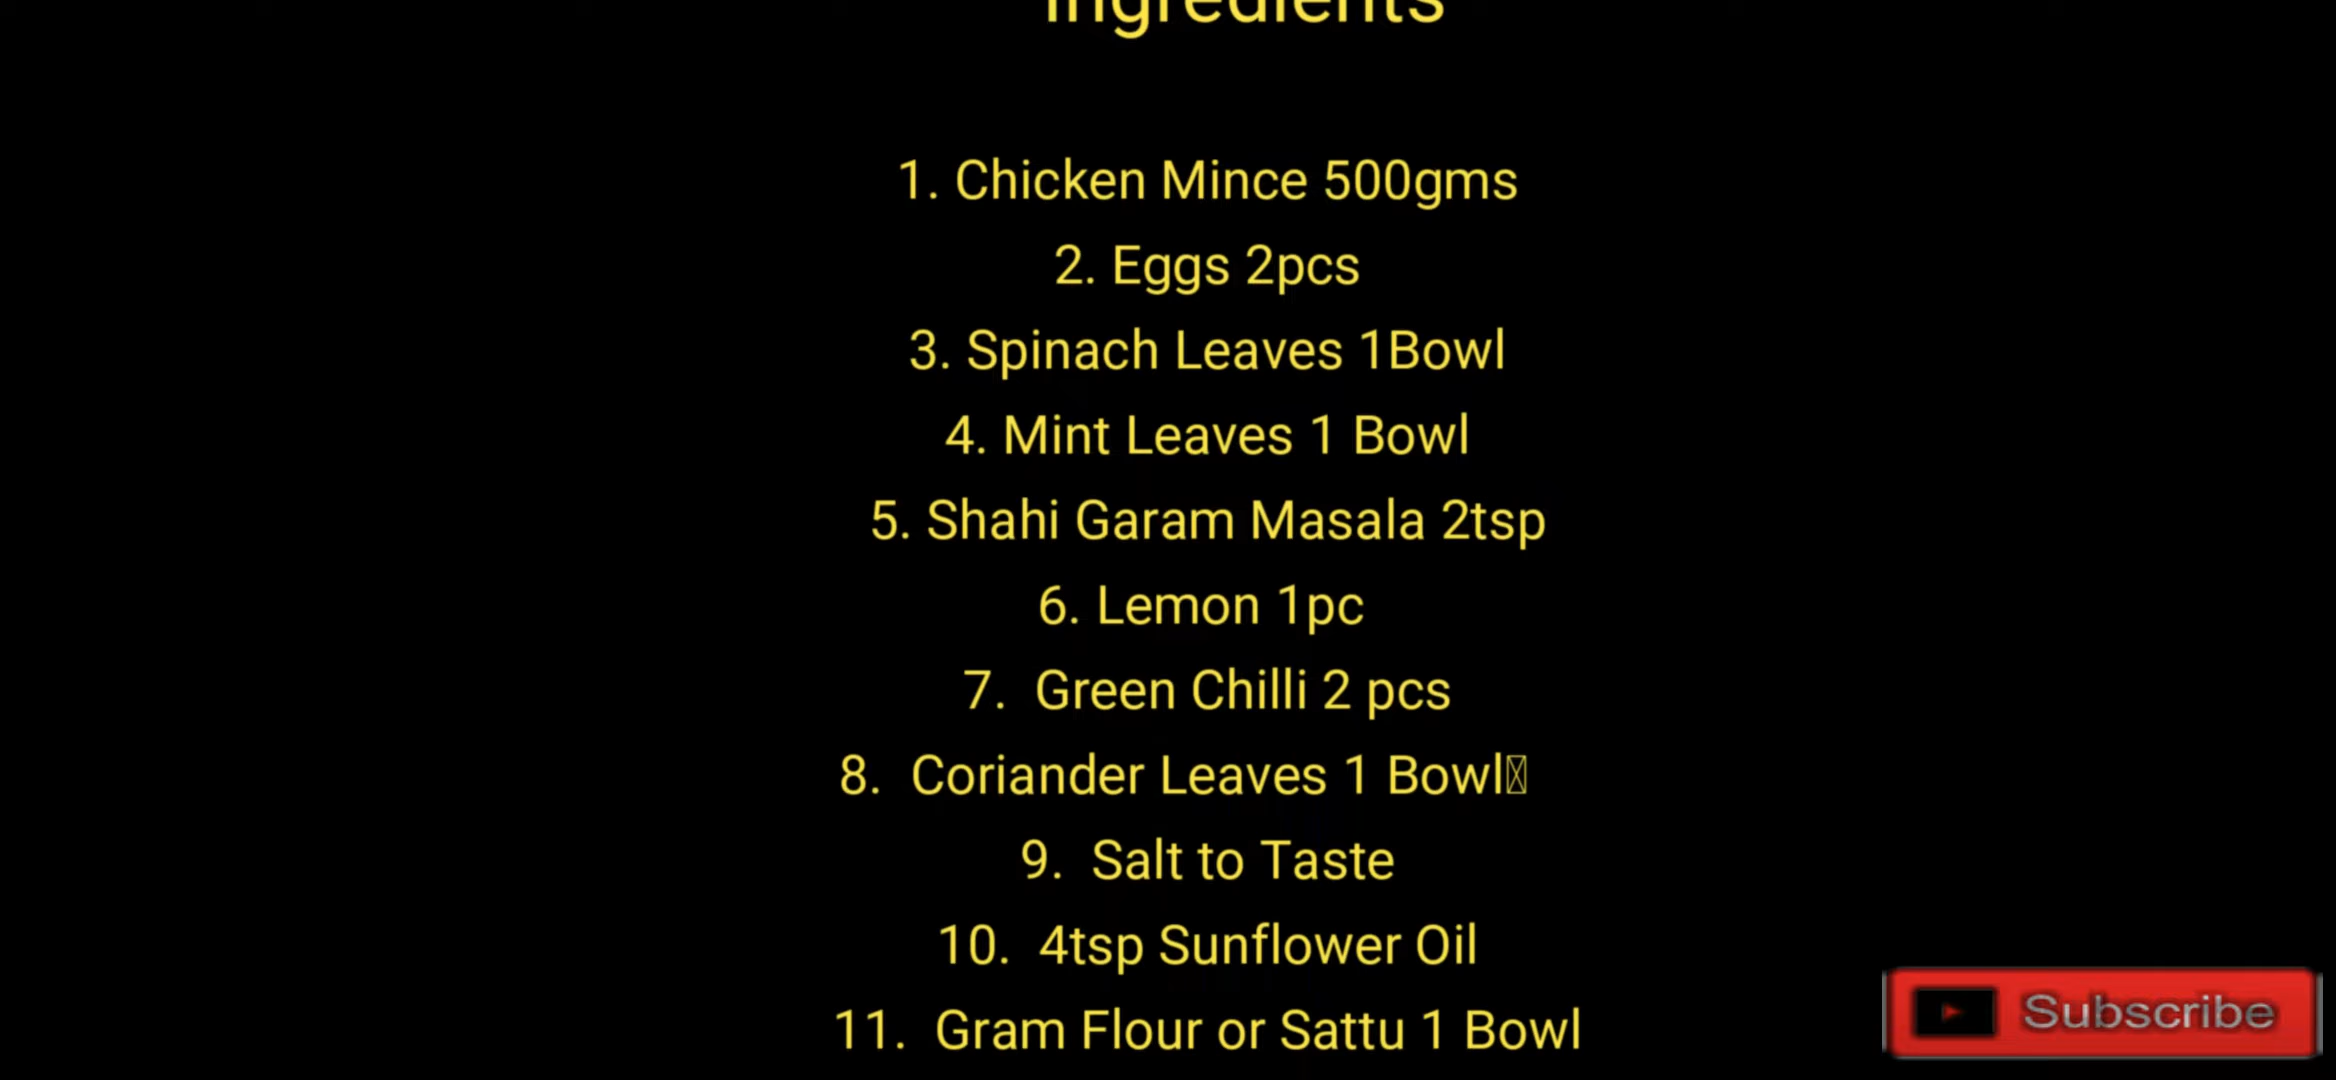 Ingredients
1. Chicken Mince 500gms
2. Eggs 2pcs
3. Spinach Leaves 1Bowl
4. Mint Leaves 1 Bowl
5. Shahi Garam Masala 2tsp
6. Lemon 1pc
7.  Green Chilli 2 pcs
8.  Coriander Leaves 1 Bowl
9.  Salt to Taste
10.  4tsp Sunflower Oil
11.  Gram Flour or Sattu 1 Bowl
Subscribe